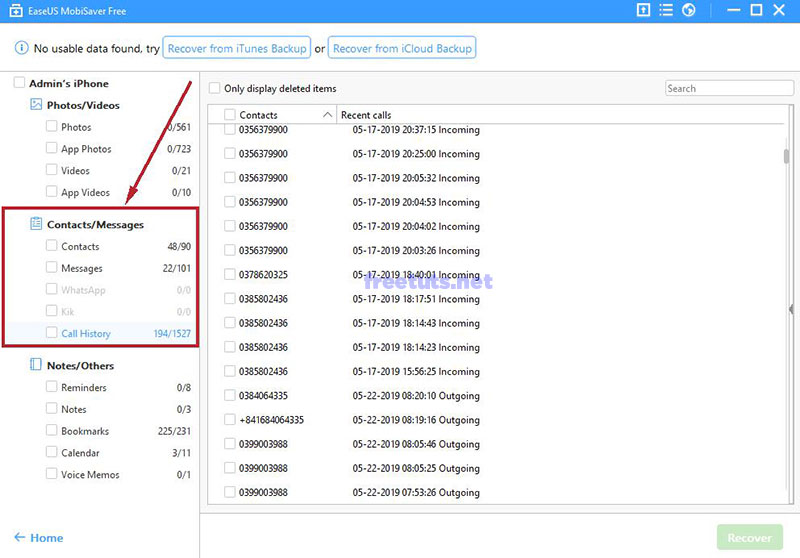 EaseUS MobiSaver Free
No usable data found, try Recover from iTunes Backup or Recover from iCloud Backup
Admin's iPhone
Photos/Videos
Photos 0/561
App Photos 0/723
Videos 0/21
App Videos 0/10
Contacts/Messages
Contacts 48/90
Messages 22/101
WhatsApp 0/0
Kik 0/0
Call History 194/1527
Notes/Others
Reminders 0/8
Notes 0/3
Bookmarks 225/231
Calendar 3/11
Voice Memos 0/1
Home
Only display deleted items
Search
Contacts Recent calls
0356379900 05-17-2019 20:37:15 Incoming
0356379900 05-17-2019 20:25:00 Incoming
0356379900 05-17-2019 20:05:32 Incoming
0356379900 05-17-2019 20:04:53 Incoming
0356379900 05-17-2019 20:04:02 Incoming
0356379900 05-17-2019 20:03:26 Incoming
0378620325 05-17-2019 18:40:01 Incoming
freetuts.net
0385802436 05-17-2019 18:17:51 Incoming
0385802436 05-17-2019 18:14:43 Incoming
0385802436 05-17-2019 18:14:23 Incoming
0385802436 05-17-2019 15:56:25 Incoming
0384064335 05-22-2019 08:20:10 Outgoing
+841684064335 05-22-2019 08:19:16 Outgoing
0399003988 05-22-2019 08:05:46 Outgoing
0399003988 05-22-2019 08:05:25 Outgoing
0399003988 05-22-2019 07:53:26 Outgoing
Recover